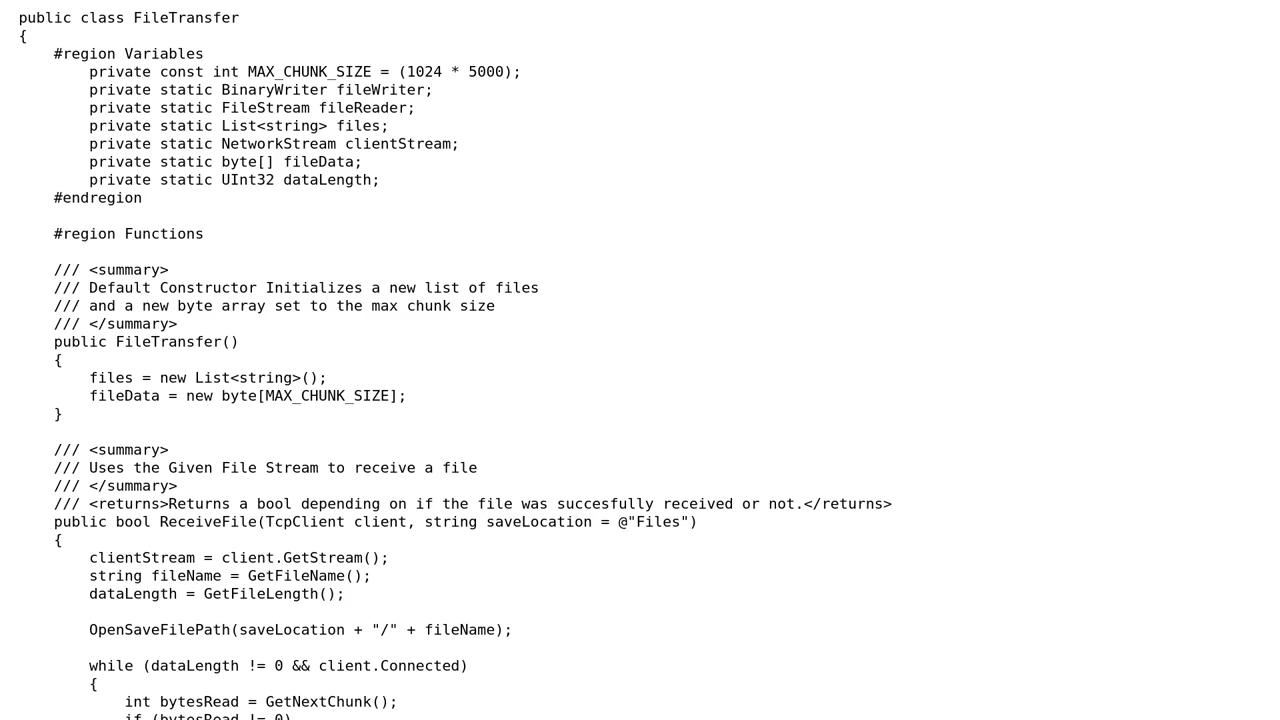 public class FileTransfer
{
    #region Variables
        private const int MAX_CHUNK_SIZE = (1024 * 5000);
        private static BinaryWriter fileWriter;
        private static FileStream fileReader;
        private static List<string> files;
        private static NetworkStream clientStream;
        private static byte[] fileData;
        private static UInt32 dataLength;
    #endregion

    #region Functions

    /// <summary>
    /// Default Constructor Initializes a new list of files
    /// and a new byte array set to the max chunk size
    /// </summary>
    public FileTransfer()
    {
        files = new List<string>();
        fileData = new byte[MAX_CHUNK_SIZE];
    }

    /// <summary>
    /// Uses the Given File Stream to receive a file
    /// </summary>
    /// <returns>Returns a bool depending on if the file was succesfully received or not.</returns>
    public bool ReceiveFile(TcpClient client, string saveLocation = @"Files")
    {
        clientStream = client.GetStream();
        string fileName = GetFileName();
        dataLength = GetFileLength();

        OpenSaveFilePath(saveLocation + "/" + fileName);

        while (dataLength != 0 && client.Connected)
        {
            int bytesRead = GetNextChunk();
            if (bytesRead != 0)